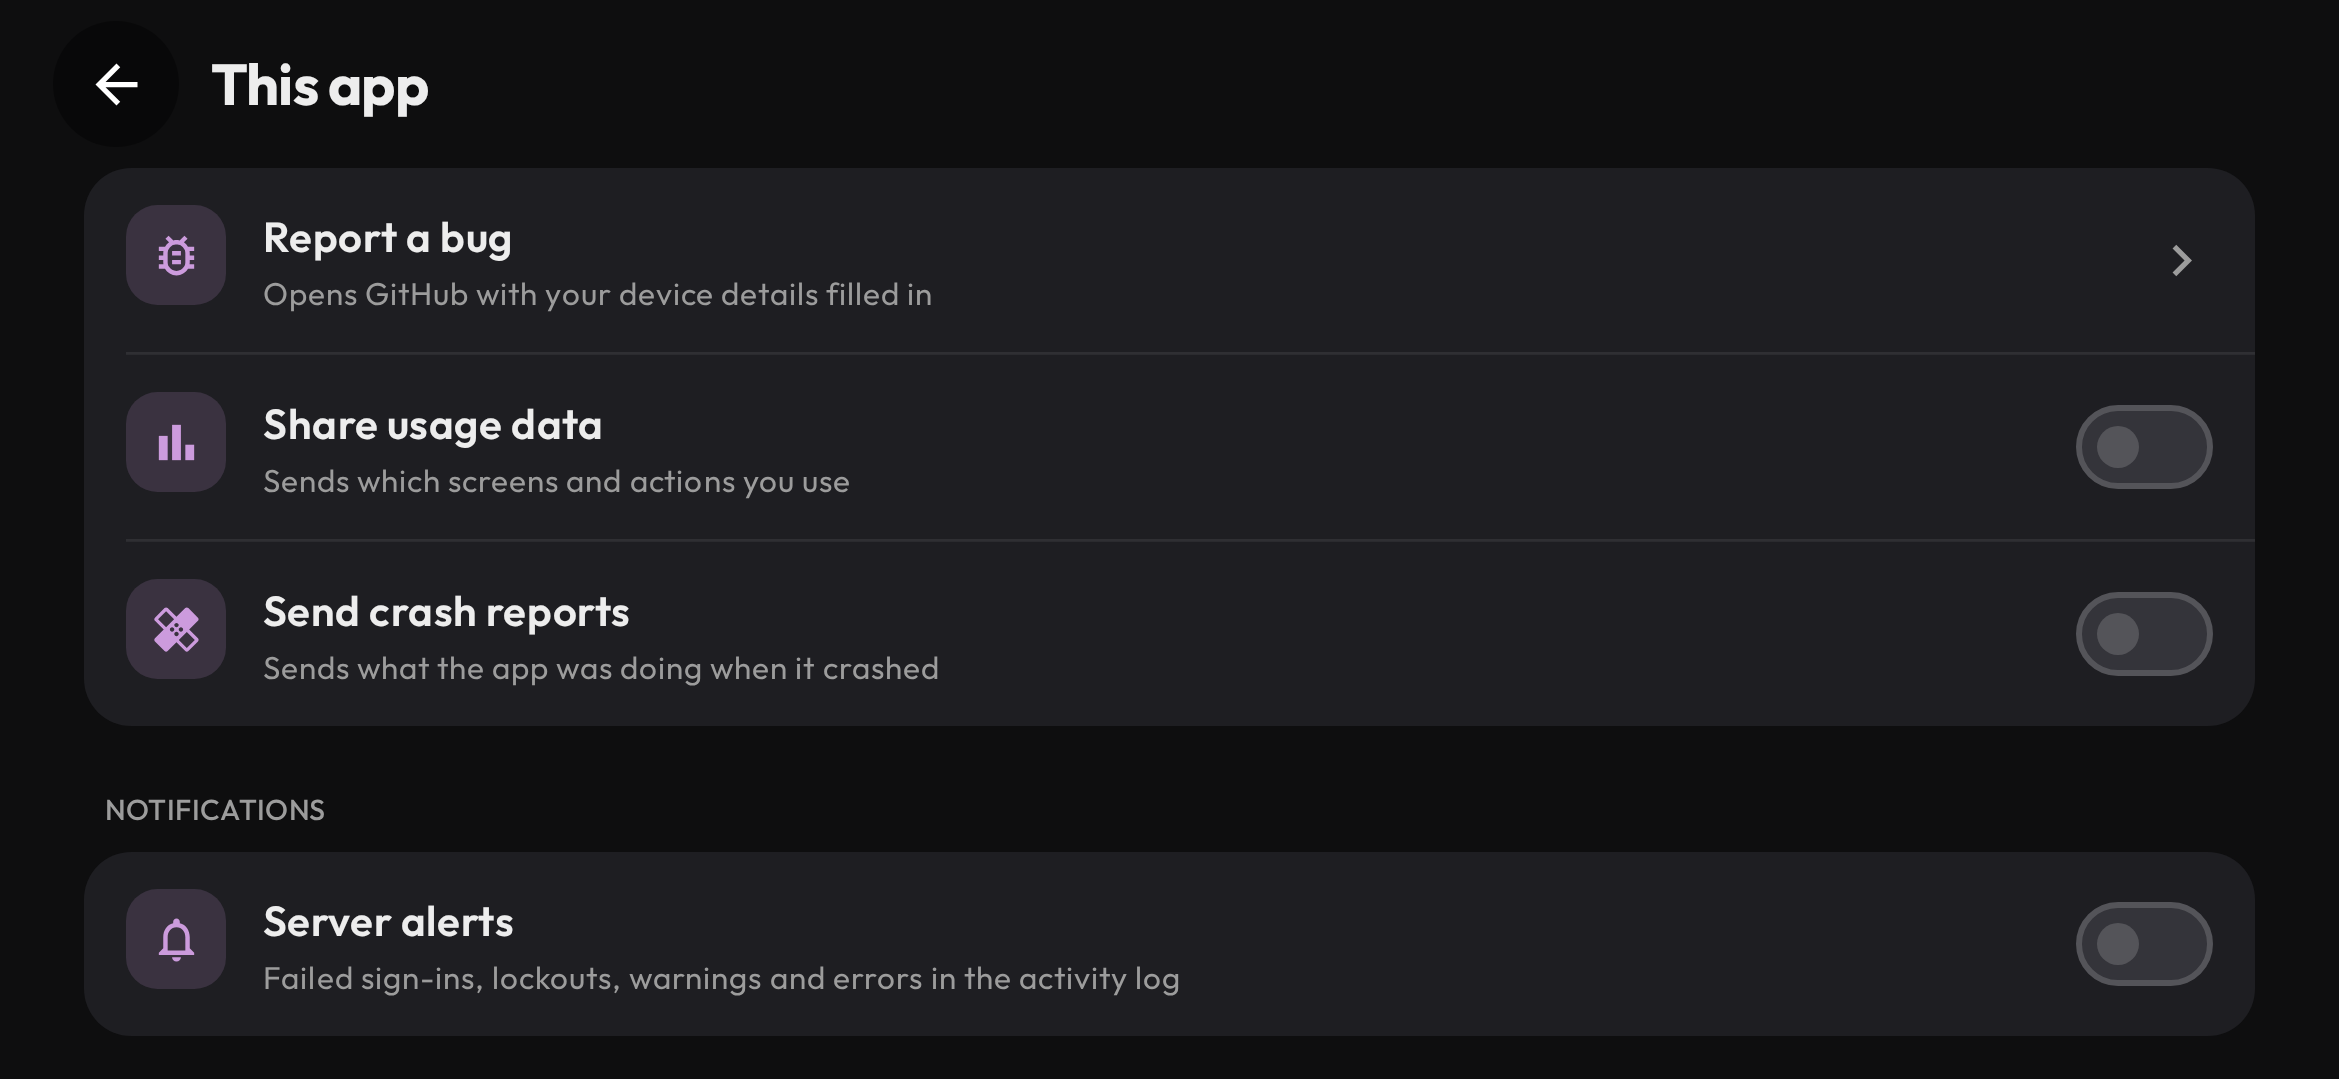 This app
Report a bug
Opens GitHub with your device details filled in
Share usage data
Sends which screens and actions you use
Send crash reports
Sends what the app was doing when it crashed
NOTIFICATIONS
Server alerts
Failed sign-ins, lockouts, warnings and errors in the activity log